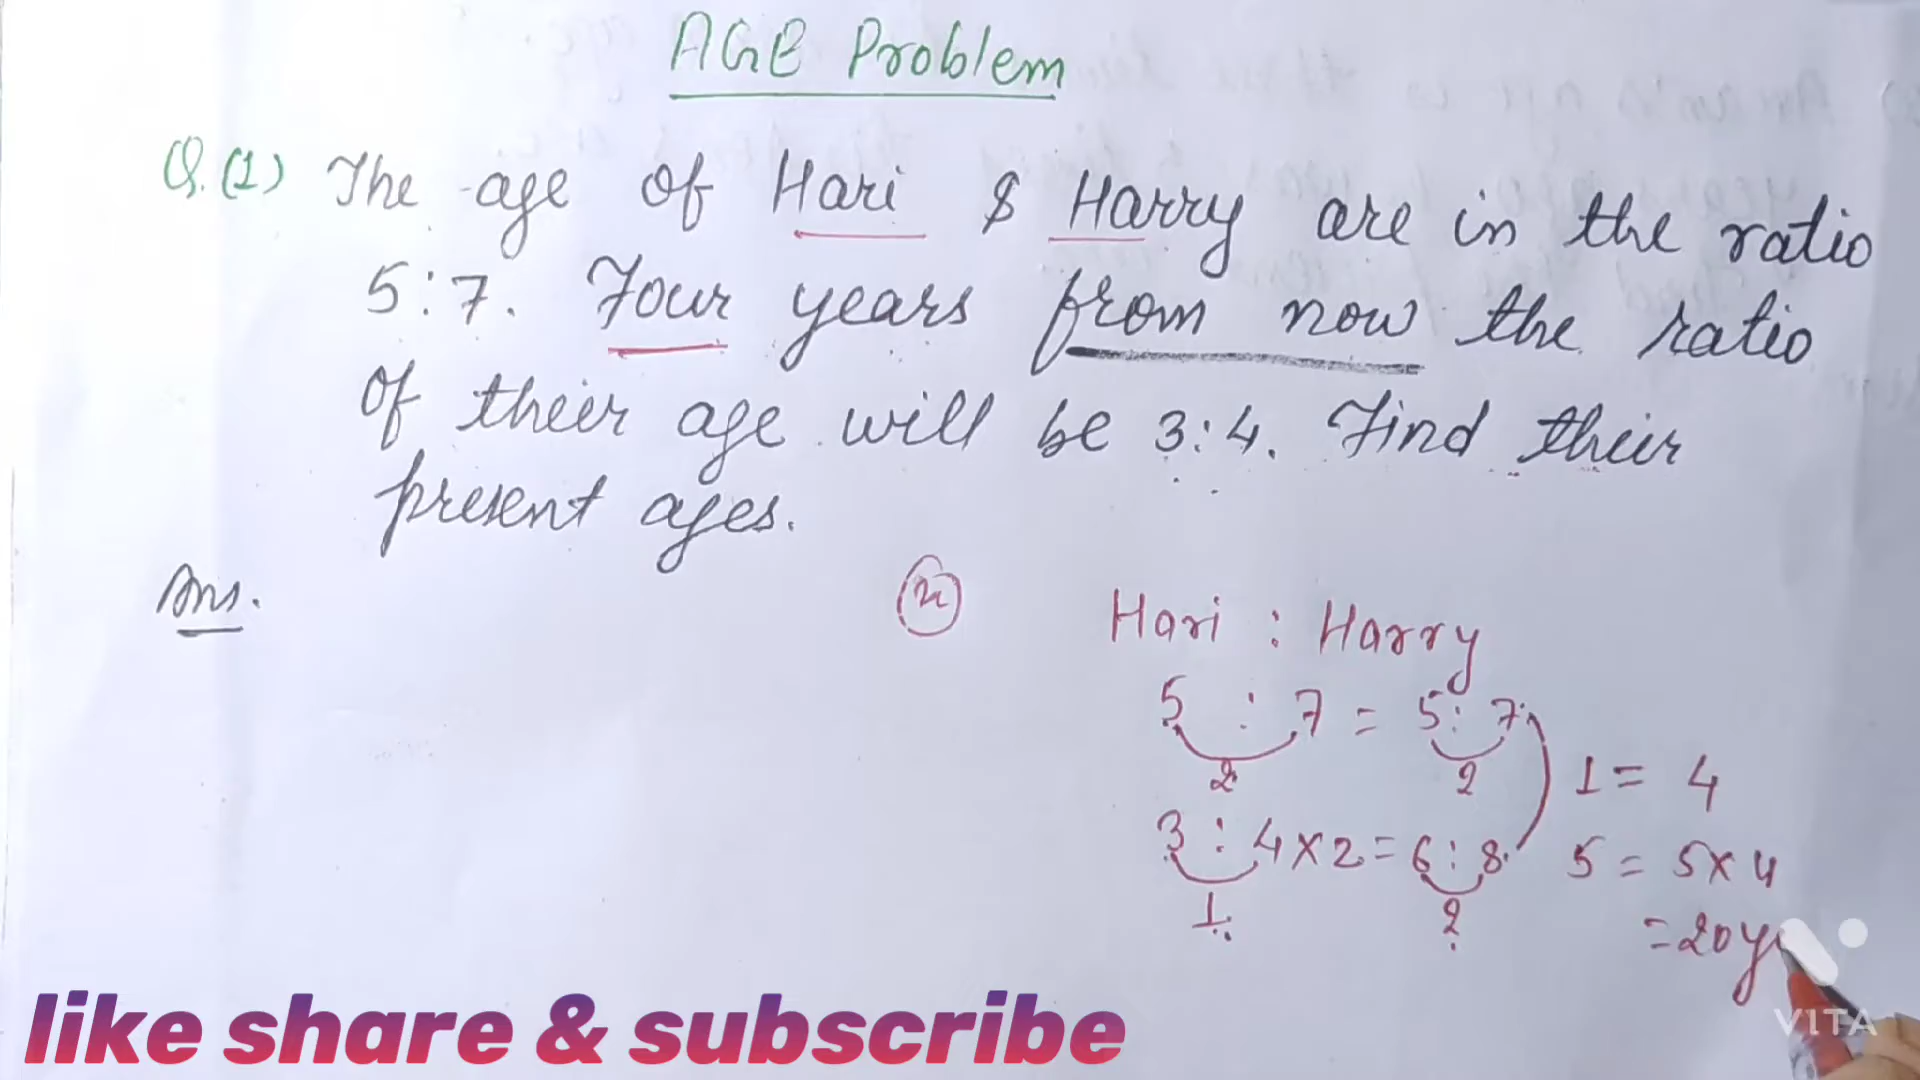 AGE Problem
Q.(1) The age of Hari & Harry are in the ratio
5:7. Four years from now the ratio
of their age will be 3:4. Find their
present ages.
Ans.
Hari : Harry
5 : 7 = 5 : 7
2 2
1 = 4
3 : 4 x 2 = 6 : 8
5 = 5 x 4
1 2
= 20 y
like share & subscribe
VITA